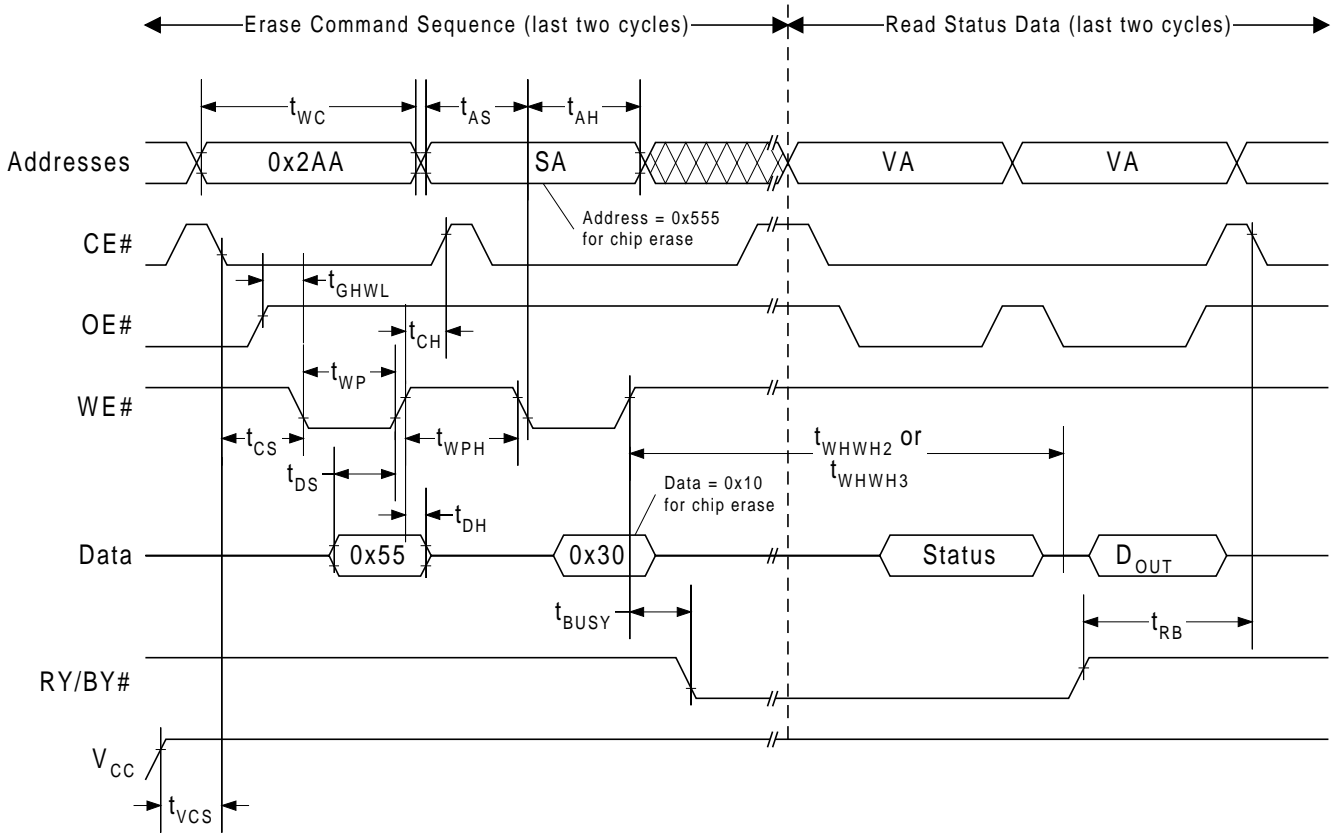 Erase Command Sequence (last two cycles)
Read Status Data (last two cycles)
tWC
tAS
tAH
Addresses
0x2AA
SA
VA
VA
Address = 0x555
for chip erase
CE#
tGHWL
OE#
tCH
tWP
WE#
tCS
tWPH
tWHWH2 or
tWHWH3
tDS
Data = 0x10
for chip erase
tDH
Data
0x55
0x30
Status
DOUT
tBUSY
tRB
RY/BY#
VCC
tVCS